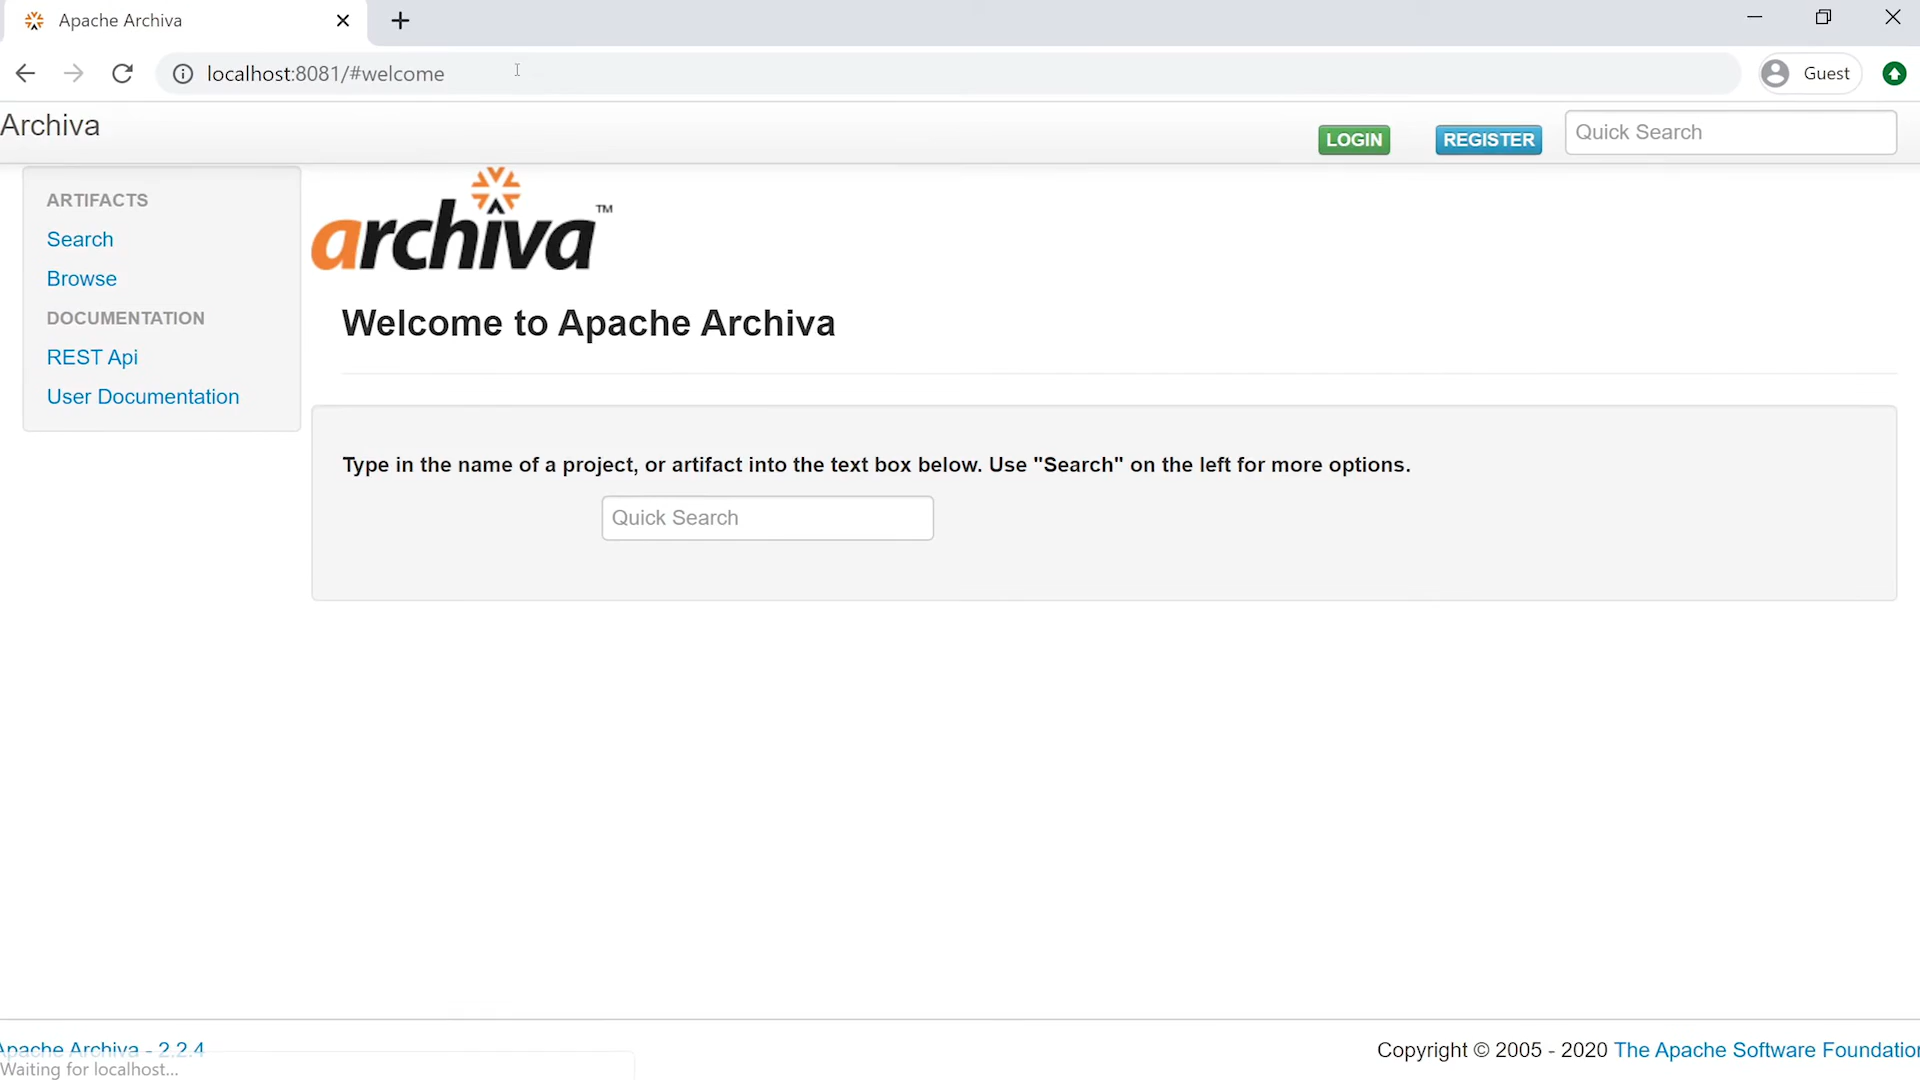 Apache Archiva
localhost:8081/#welcome
Guest
Archiva
LOGIN
REGISTER
Quick Search
ARTIFACTS
Search
Browse
DOCUMENTATION
REST Api
User Documentation
archiva™
Welcome to Apache Archiva
Type in the name of a project, or artifact into the text box below. Use "Search" on the left for more options.
Quick Search
Apache Archiva - 2.2.4
Waiting for localhost...
Copyright © 2005 - 2020 The Apache Software Foundation